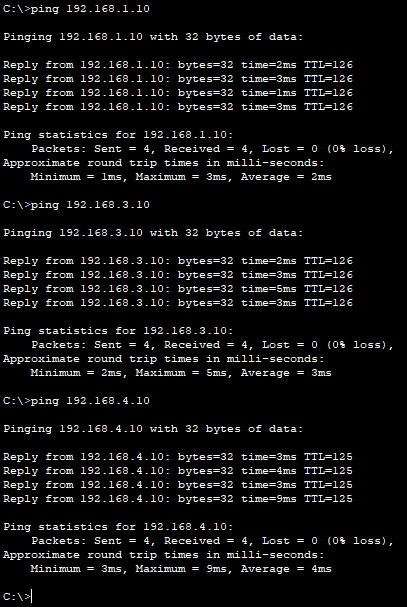 C:\>ping 192.168.1.10
Pinging 192.168.1.10 with 32 bytes of data:
Reply from 192.168.1.10: bytes=32 time=2ms TTL=126
Reply from 192.168.1.10: bytes=32 time=3ms TTL=126
Reply from 192.168.1.10: bytes=32 time=1ms TTL=126
Reply from 192.168.1.10: bytes=32 time=3ms TTL=126
Ping statistics for 192.168.1.10:
    Packets: Sent = 4, Received = 4, Lost = 0 (0% loss),
Approximate round trip times in milli-seconds:
    Minimum = 1ms, Maximum = 3ms, Average = 2ms
C:\>ping 192.168.3.10
Pinging 192.168.3.10 with 32 bytes of data:
Reply from 192.168.3.10: bytes=32 time=2ms TTL=126
Reply from 192.168.3.10: bytes=32 time=3ms TTL=126
Reply from 192.168.3.10: bytes=32 time=5ms TTL=126
Reply from 192.168.3.10: bytes=32 time=3ms TTL=126
Ping statistics for 192.168.3.10:
    Packets: Sent = 4, Received = 4, Lost = 0 (0% loss),
Approximate round trip times in milli-seconds:
    Minimum = 2ms, Maximum = 5ms, Average = 3ms
C:\>ping 192.168.4.10
Pinging 192.168.4.10 with 32 bytes of data:
Reply from 192.168.4.10: bytes=32 time=3ms TTL=125
Reply from 192.168.4.10: bytes=32 time=4ms TTL=125
Reply from 192.168.4.10: bytes=32 time=3ms TTL=125
Reply from 192.168.4.10: bytes=32 time=9ms TTL=125
Ping statistics for 192.168.4.10:
    Packets: Sent = 4, Received = 4, Lost = 0 (0% loss),
Approximate round trip times in milli-seconds:
    Minimum = 3ms, Maximum = 9ms, Average = 4ms
C:\>